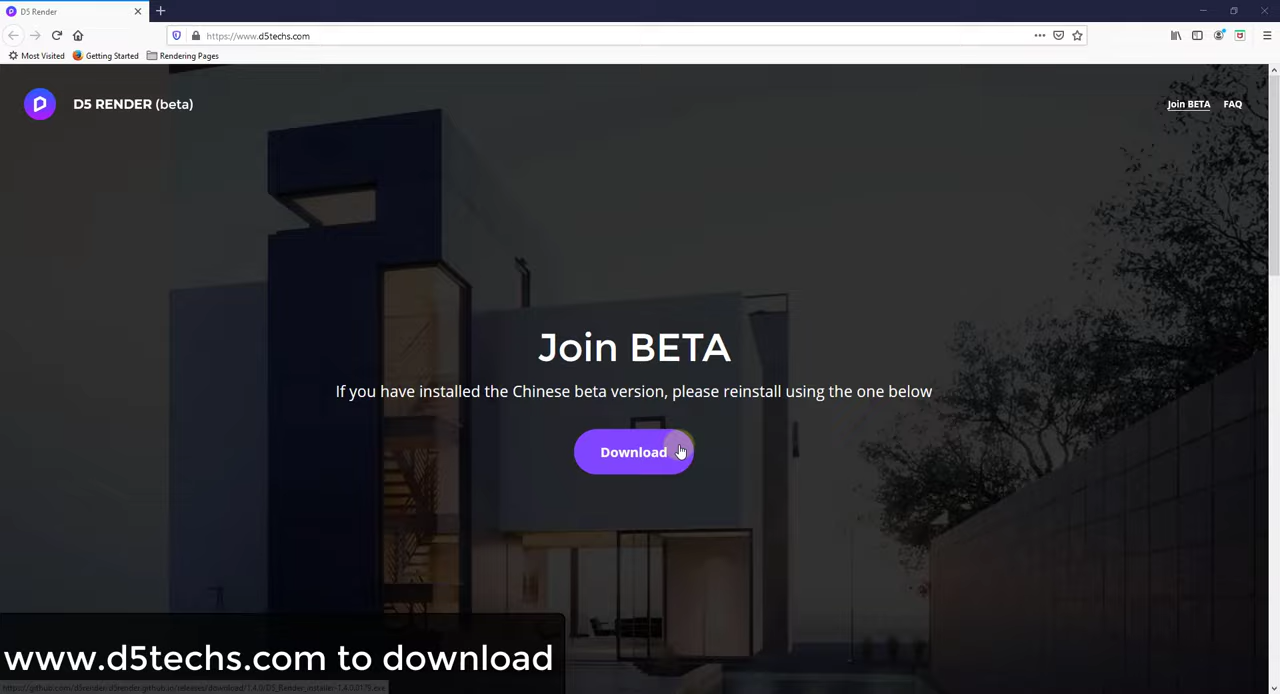 D5 Render
https://www.d5techs.com
Most Visited
Getting Started
Rendering Pages
D5 RENDER (beta)
Join BETA
FAQ
Join BETA
If you have installed the Chinese beta version, please reinstall using the one below
Download
www.d5techs.com to download